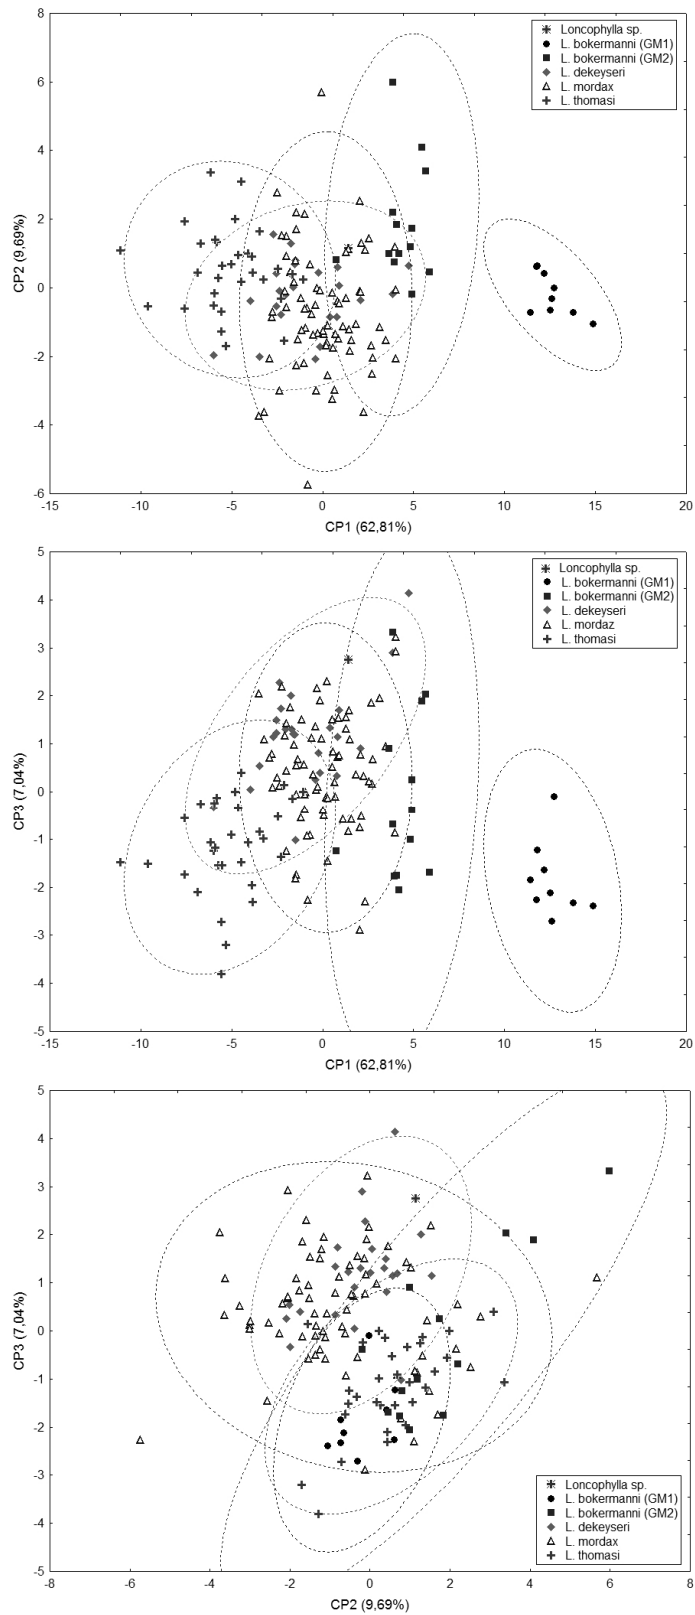 8
6
4
2
0
-2
-4
-6
CP2 (9,69%)
Loncophylla sp.
L. bokermanni (GM1)
L. bokermanni (GM2)
L. dekeyseri
L. mordax
L. thomasi
-15 -10 -5 0 5 10 15 20
CP1 (62,81%)
5
4
3
2
1
0
-1
-2
-3
-4
-5
CP3 (7,04%)
Loncophylla sp.
L. bokermanni (GM1)
L. bokermanni (GM2)
L. dekeyseri
L. mordaz
L. thomasi
-15 -10 -5 0 5 10 15 20
CP1 (62,81%)
5
4
3
2
1
0
-1
-2
-3
-4
-5
CP3 (7,04%)
Loncophylla sp.
L. bokermanni (GM1)
L. bokermanni (GM2)
L. dekeyseri
L. mordax
L. thomasi
-8 -6 -4 -2 0 2 4 6 8
CP2 (9,69%)